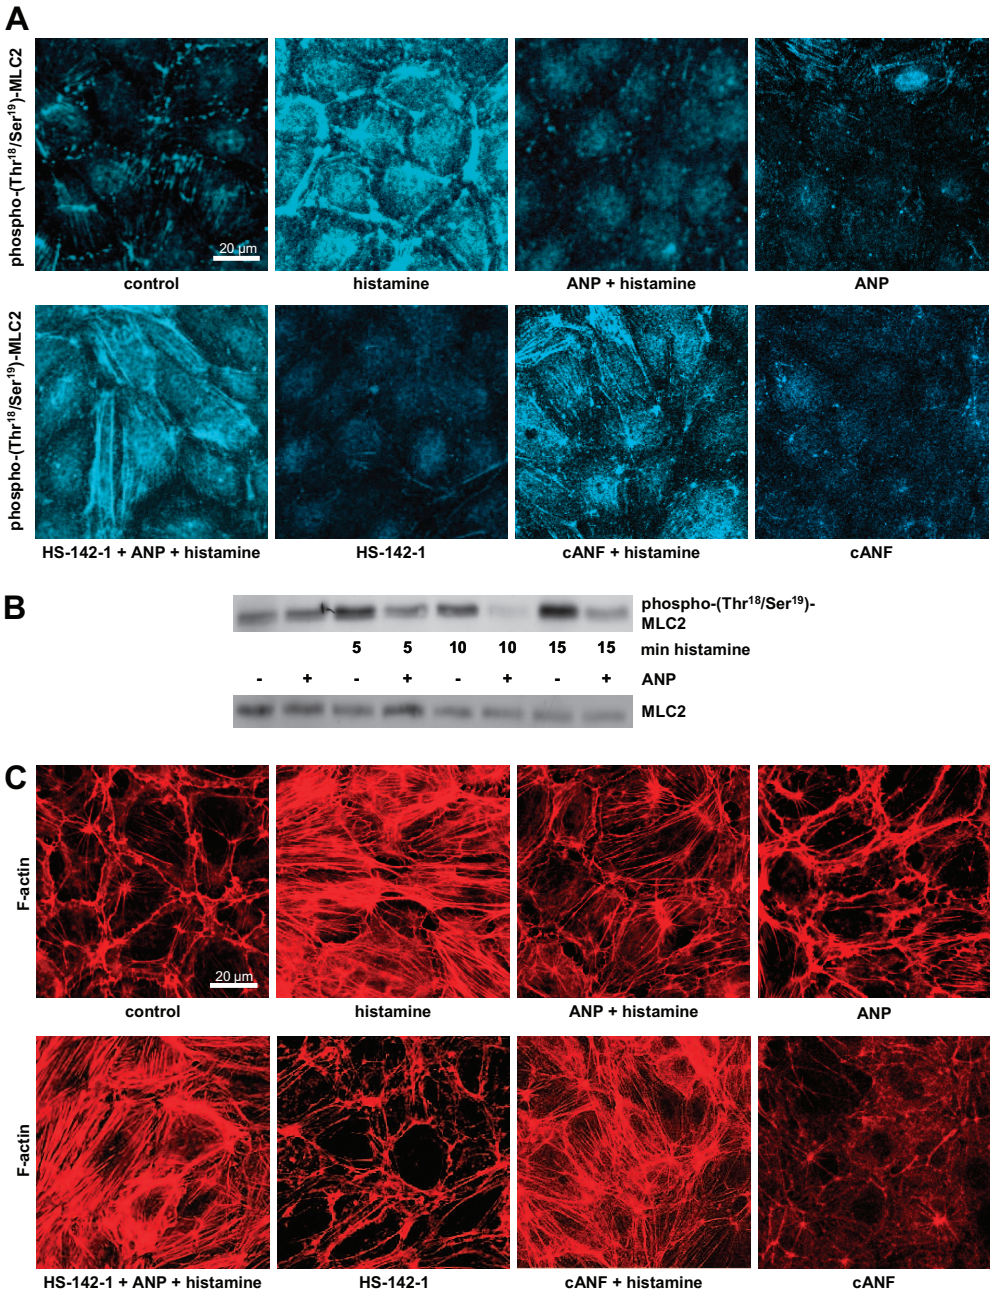 A
phospho-(Thr18/Ser19)-MLC2
20 µm
control
histamine
ANP + histamine
ANP
phospho-(Thr18/Ser19)-MLC2
HS-142-1 + ANP + histamine
HS-142-1
cANF + histamine
cANF
B
phospho-(Thr18/Ser19)-
MLC2
5 5 10 10 15 15 min histamine
- + - + - + - + ANP
MLC2
C
F-actin
20 µm
control
histamine
ANP + histamine
ANP
F-actin
HS-142-1 + ANP + histamine
HS-142-1
cANF + histamine
cANF